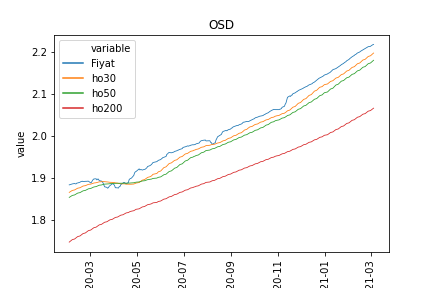 OSD
variable
Fiyat
ho30
ho50
ho200
value
2.2
2.1
2.0
1.9
1.8
20-03
20-05
20-07
20-09
20-11
21-01
21-03